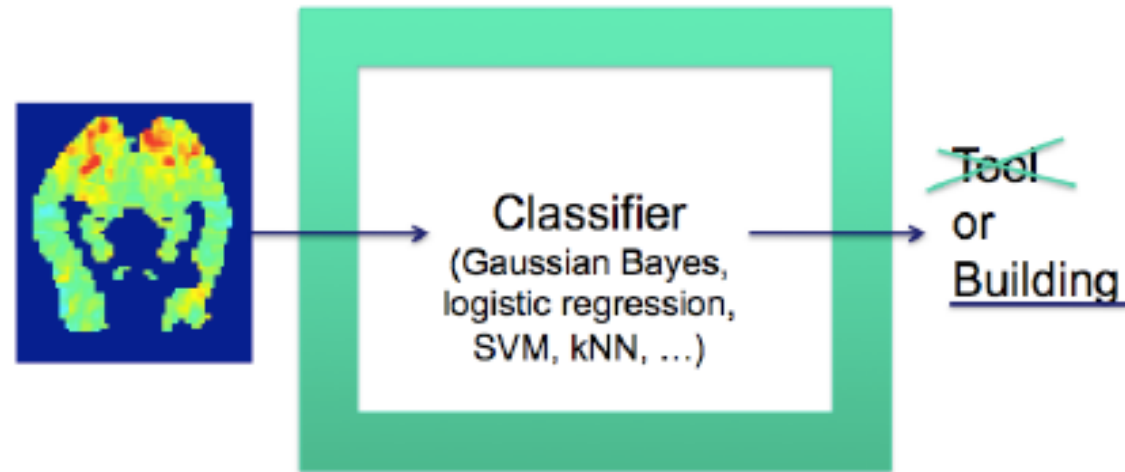 Classifier
(Gaussian Bayes,
logistic regression,
SVM, kNN, …)
Tool
or
Building